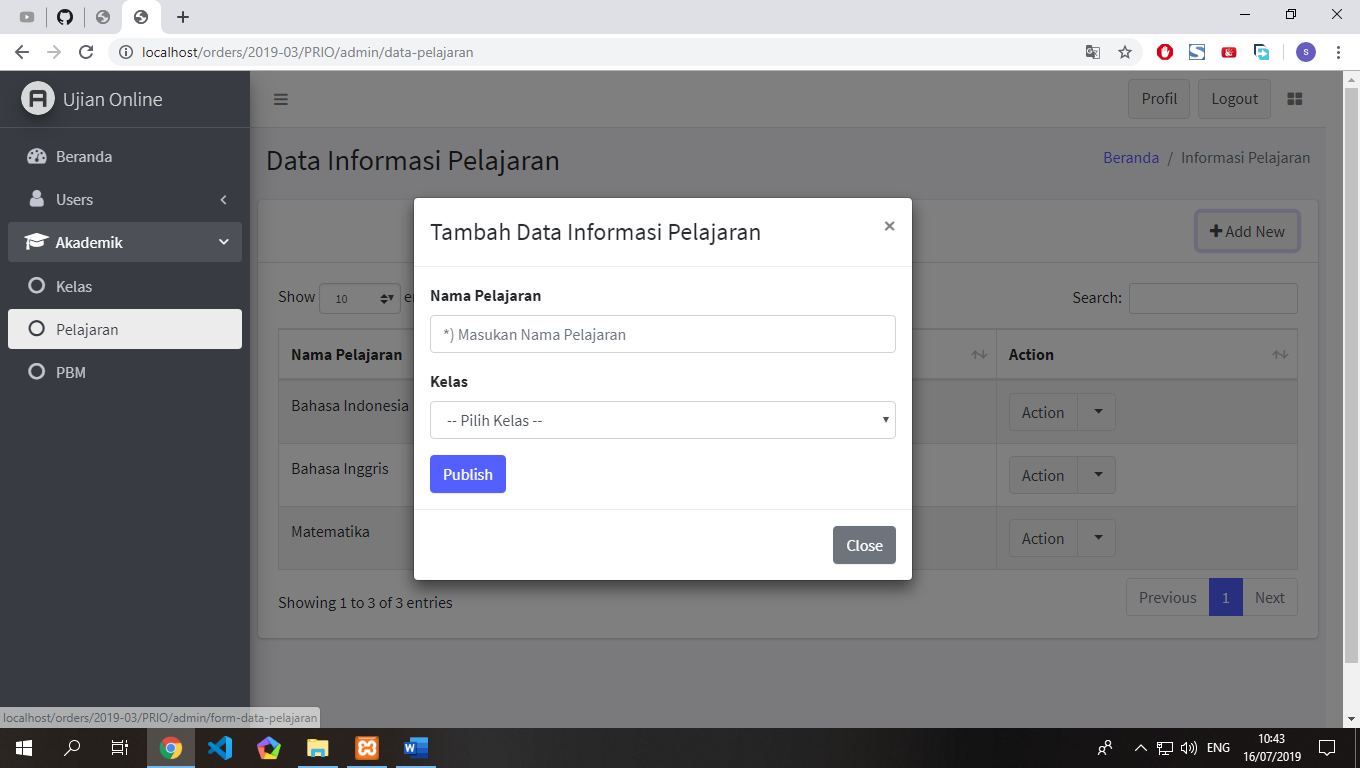 localhost/orders/2019-03/PRIO/admin/data-pelajaran
S
Ujian Online
Profil
Logout
Beranda
Users
Akademik
Kelas
Pelajaran
PBM
Data Informasi Pelajaran
Beranda / Informasi Pelajaran
Add New
Show 10 e
Search:
Nama Pelajaran
Action
Bahasa Indonesia
Action
Bahasa Inggris
Action
Matematika
Action
Showing 1 to 3 of 3 entries
Previous 1 Next
Tambah Data Informasi Pelajaran
×
Nama Pelajaran
*) Masukan Nama Pelajaran
Kelas
-- Pilih Kelas --
Publish
Close
localhost/orders/2019-03/PRIO/admin/form-data-pelajaran
ENG
10:43
16/07/2019